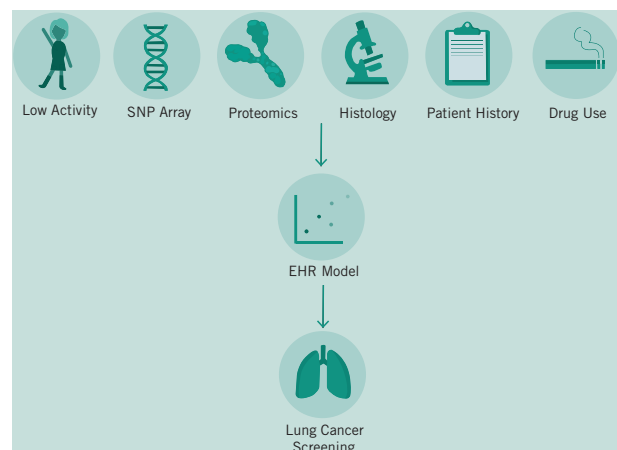 Low Activity
SNP Array
Proteomics
Histology
Patient History
Drug Use
EHR Model
Lung Cancer
Screening